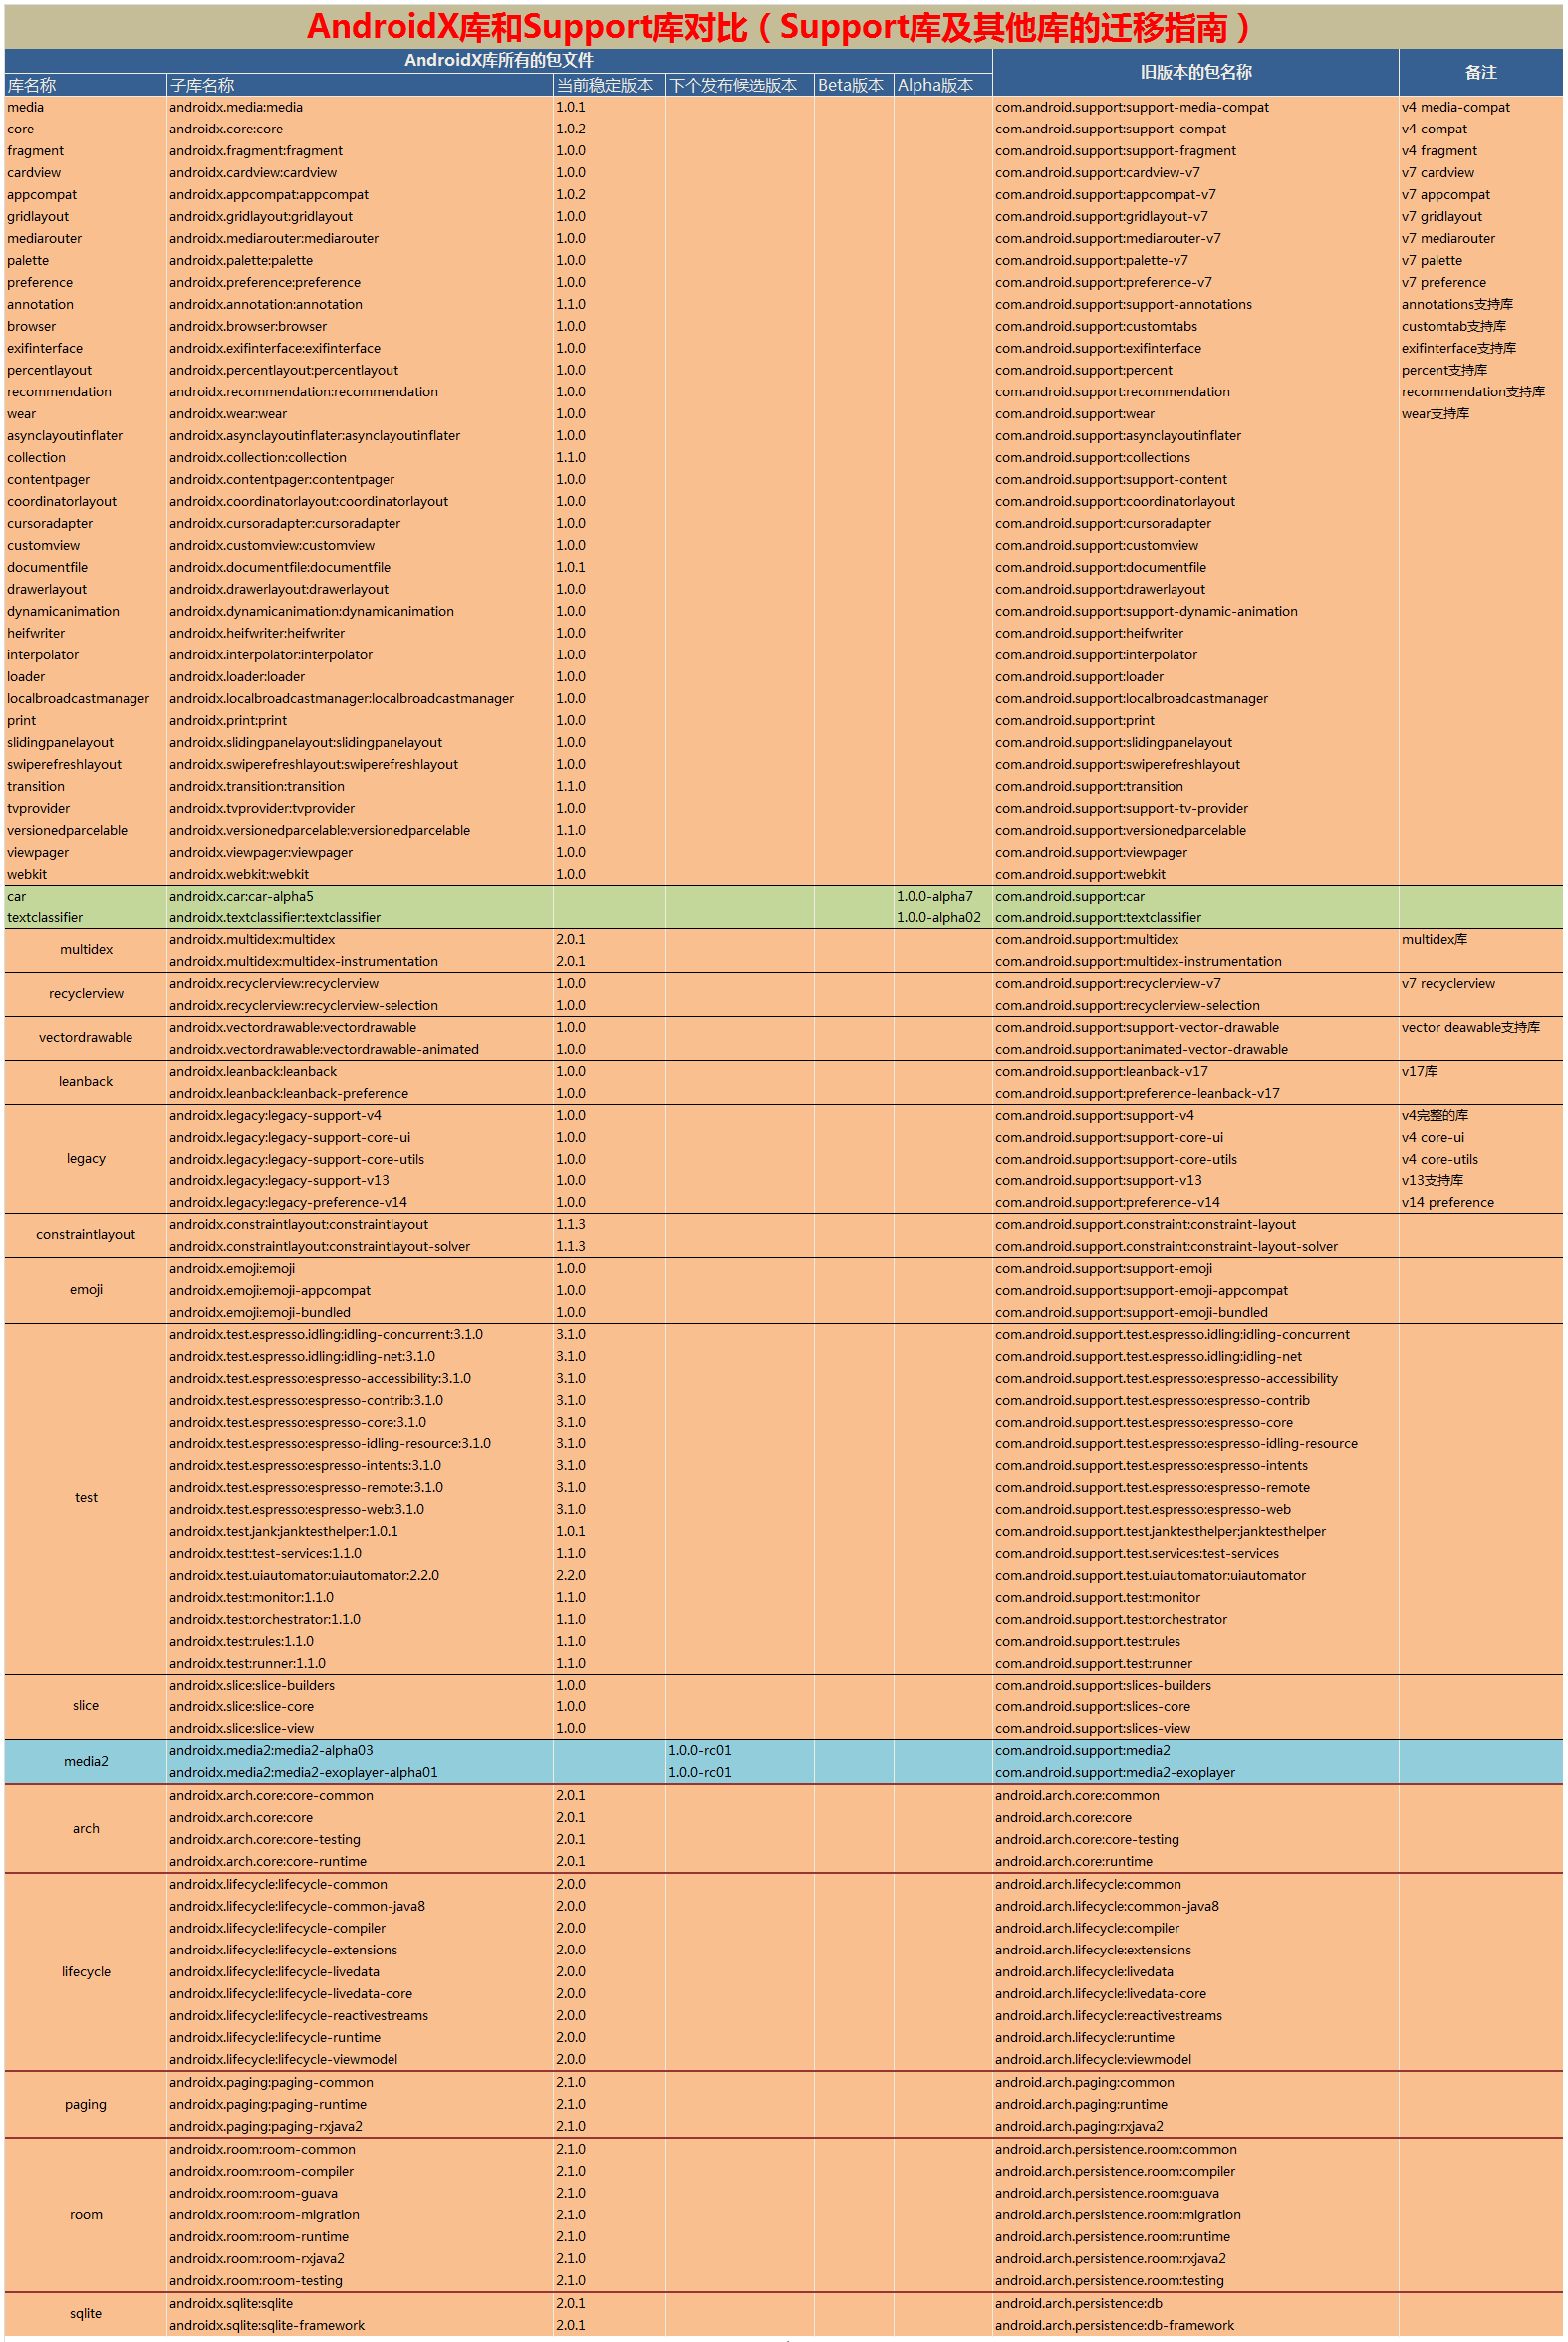 AndroidX库和Support库对比（Support库及其他库的迁移指南）
AndroidX库所有的包文件 旧版本的包名称 备注
库名称 子库名称 当前稳定版本 下个发布候选版本 Beta版本 Alpha版本
media androidx.media:media 1.0.1 com.android.support:support-media-compat v4 media-compat
core androidx.core:core 1.0.2 com.android.support:support-compat v4 compat
fragment androidx.fragment:fragment 1.0.0 com.android.support:support-fragment v4 fragment
cardview androidx.cardview:cardview 1.0.0 com.android.support:cardview-v7 v7 cardview
appcompat androidx.appcompat:appcompat 1.0.2 com.android.support:appcompat-v7 v7 appcompat
gridlayout androidx.gridlayout:gridlayout 1.0.0 com.android.support:gridlayout-v7 v7 gridlayout
mediarouter androidx.mediarouter:mediarouter 1.0.0 com.android.support:mediarouter-v7 v7 mediarouter
palette androidx.palette:palette 1.0.0 com.android.support:palette-v7 v7 palette
preference androidx.preference:preference 1.0.0 com.android.support:preference-v7 v7 preference
annotation androidx.annotation:annotation 1.1.0 com.android.support:support-annotations annotations支持库
browser androidx.browser:browser 1.0.0 com.android.support:customtabs customtab支持库
exifinterface androidx.exifinterface:exifinterface 1.0.0 com.android.support:exifinterface exifinterface支持库
percentlayout androidx.percentlayout:percentlayout 1.0.0 com.android.support:percent percent支持库
recommendation androidx.recommendation:recommendation 1.0.0 com.android.support:recommendation recommendation支持库
wear androidx.wear:wear 1.0.0 com.android.support:wear wear支持库
asynclayoutinflater androidx.asynclayoutinflater:asynclayoutinflater 1.0.0 com.android.support:asynclayoutinflater
collection androidx.collection:collection 1.1.0 com.android.support:collections
contentpager androidx.contentpager:contentpager 1.0.0 com.android.support:support-content
coordinatorlayout androidx.coordinatorlayout:coordinatorlayout 1.0.0 com.android.support:coordinatorlayout
cursoradapter androidx.cursoradapter:cursoradapter 1.0.0 com.android.support:cursoradapter
customview androidx.customview:customview 1.0.0 com.android.support:customview
documentfile androidx.documentfile:documentfile 1.0.1 com.android.support:documentfile
drawerlayout androidx.drawerlayout:drawerlayout 1.0.0 com.android.support:drawerlayout
dynamicanimation androidx.dynamicanimation:dynamicanimation 1.0.0 com.android.support:support-dynamic-animation
heifwriter androidx.heifwriter:heifwriter 1.0.0 com.android.support:heifwriter
interpolator androidx.interpolator:interpolator 1.0.0 com.android.support:interpolator
loader androidx.loader:loader 1.0.0 com.android.support:loader
localbroadcastmanager androidx.localbroadcastmanager:localbroadcastmanager 1.0.0 com.android.support:localbroadcastmanager
print androidx.print:print 1.0.0 com.android.support:print
slidingpanelayout androidx.slidingpanelayout:slidingpanelayout 1.0.0 com.android.support:slidingpanelayout
swiperefreshlayout androidx.swiperefreshlayout:swiperefreshlayout 1.0.0 com.android.support:swiperefreshlayout
transition androidx.transition:transition 1.1.0 com.android.support:transition
tvprovider androidx.tvprovider:tvprovider 1.0.0 com.android.support:support-tv-provider
versionedparcelable androidx.versionedparcelable:versionedparcelable 1.1.0 com.android.support:versionedparcelable
viewpager androidx.viewpager:viewpager 1.0.0 com.android.support:viewpager
webkit androidx.webkit:webkit 1.0.0 com.android.support:webkit
car androidx.car:car-alpha5 1.0.0-alpha7 com.android.support:car
textclassifier androidx.textclassifier:textclassifier 1.0.0-alpha02 com.android.support:textclassifier
multidex androidx.multidex:multidex 2.0.1 com.android.support:multidex multidex库
androidx.multidex:multidex-instrumentation 2.0.1 com.android.support:multidex-instrumentation
recyclerview androidx.recyclerview:recyclerview 1.0.0 com.android.support:recyclerview-v7 v7 recyclerview
androidx.recyclerview:recyclerview-selection 1.0.0 com.android.support:recyclerview-selection
vectordrawable androidx.vectordrawable:vectordrawable 1.0.0 com.android.support:support-vector-drawable vector deawable支持库
androidx.vectordrawable:vectordrawable-animated 1.0.0 com.android.support:animated-vector-drawable
leanback androidx.leanback:leanback 1.0.0 com.android.support:leanback-v17 v17库
androidx.leanback:leanback-preference 1.0.0 com.android.support:preference-leanback-v17
legacy androidx.legacy:legacy-support-v4 1.0.0 com.android.support:support-v4 v4完整的库
androidx.legacy:legacy-support-core-ui 1.0.0 com.android.support:support-core-ui v4 core-ui
androidx.legacy:legacy-support-core-utils 1.0.0 com.android.support:support-core-utils v4 core-utils
androidx.legacy:legacy-support-v13 1.0.0 com.android.support:support-v13 v13支持库
androidx.legacy:legacy-preference-v14 1.0.0 com.android.support:preference-v14 v14 preference
constraintlayout androidx.constraintlayout:constraintlayout 1.1.3 com.android.support.constraint:constraint-layout
androidx.constraintlayout:constraintlayout-solver 1.1.3 com.android.support.constraint:constraint-layout-solver
emoji androidx.emoji:emoji 1.0.0 com.android.support:support-emoji
androidx.emoji:emoji-appcompat 1.0.0 com.android.support:support-emoji-appcompat
androidx.emoji:emoji-bundled 1.0.0 com.android.support:support-emoji-bundled
test androidx.test.espresso.idling:idling-concurrent:3.1.0 3.1.0 com.android.support.test.espresso.idling:idling-concurrent
androidx.test.espresso.idling:idling-net:3.1.0 3.1.0 com.android.support.test.espresso.idling:idling-net
androidx.test.espresso:espresso-accessibility:3.1.0 3.1.0 com.android.support.test.espresso:espresso-accessibility
androidx.test.espresso:espresso-contrib:3.1.0 3.1.0 com.android.support.test.espresso:espresso-contrib
androidx.test.espresso:espresso-core:3.1.0 3.1.0 com.android.support.test.espresso:espresso-core
androidx.test.espresso:espresso-idling-resource:3.1.0 3.1.0 com.android.support.test.espresso:espresso-idling-resource
androidx.test.espresso:espresso-intents:3.1.0 3.1.0 com.android.support.test.espresso:espresso-intents
androidx.test.espresso:espresso-remote:3.1.0 3.1.0 com.android.support.test.espresso:espresso-remote
androidx.test.espresso:espresso-web:3.1.0 3.1.0 com.android.support.test.espresso:espresso-web
androidx.test.jank:janktesthelper:1.0.1 1.0.1 com.android.support.test.janktesthelper:janktesthelper
androidx.test:test-services:1.1.0 1.1.0 com.android.support.test.services:test-services
androidx.test.uiautomator:uiautomator:2.2.0 2.2.0 com.android.support.test.uiautomator:uiautomator
androidx.test:monitor:1.1.0 1.1.0 com.android.support.test:monitor
androidx.test:orchestrator:1.1.0 1.1.0 com.android.support.test:orchestrator
androidx.test:rules:1.1.0 1.1.0 com.android.support.test:rules
androidx.test:runner:1.1.0 1.1.0 com.android.support.test:runner
slice androidx.slice:slice-builders 1.0.0 com.android.support:slices-builders
androidx.slice:slice-core 1.0.0 com.android.support:slices-core
androidx.slice:slice-view 1.0.0 com.android.support:slices-view
media2 androidx.media2:media2-alpha03 1.0.0-rc01 com.android.support:media2
androidx.media2:media2-exoplayer-alpha01 1.0.0-rc01 com.android.support:media2-exoplayer
arch androidx.arch.core:core-common 2.0.1 android.arch.core:common
androidx.arch.core:core 2.0.1 android.arch.core:core
androidx.arch.core:core-testing 2.0.1 android.arch.core:core-testing
androidx.arch.core:core-runtime 2.0.1 android.arch.core:runtime
lifecycle androidx.lifecycle:lifecycle-common 2.0.0 android.arch.lifecycle:common
androidx.lifecycle:lifecycle-common-java8 2.0.0 android.arch.lifecycle:common-java8
androidx.lifecycle:lifecycle-compiler 2.0.0 android.arch.lifecycle:compiler
androidx.lifecycle:lifecycle-extensions 2.0.0 android.arch.lifecycle:extensions
androidx.lifecycle:lifecycle-livedata 2.0.0 android.arch.lifecycle:livedata
androidx.lifecycle:lifecycle-livedata-core 2.0.0 android.arch.lifecycle:livedata-core
androidx.lifecycle:lifecycle-reactivestreams 2.0.0 android.arch.lifecycle:reactivestreams
androidx.lifecycle:lifecycle-runtime 2.0.0 android.arch.lifecycle:runtime
androidx.lifecycle:lifecycle-viewmodel 2.0.0 android.arch.lifecycle:viewmodel
paging androidx.paging:paging-common 2.1.0 android.arch.paging:common
androidx.paging:paging-runtime 2.1.0 android.arch.paging:runtime
androidx.paging:paging-rxjava2 2.1.0 android.arch.paging:rxjava2
room androidx.room:room-common 2.1.0 android.arch.persistence.room:common
androidx.room:room-compiler 2.1.0 android.arch.persistence.room:compiler
androidx.room:room-guava 2.1.0 android.arch.persistence.room:guava
androidx.room:room-migration 2.1.0 android.arch.persistence.room:migration
androidx.room:room-runtime 2.1.0 android.arch.persistence.room:runtime
androidx.room:room-rxjava2 2.1.0 android.arch.persistence.room:rxjava2
androidx.room:room-testing 2.1.0 android.arch.persistence.room:testing
sqlite androidx.sqlite:sqlite 2.0.1 android.arch.persistence:db
androidx.sqlite:sqlite-framework 2.0.1 android.arch.persistence:db-framework